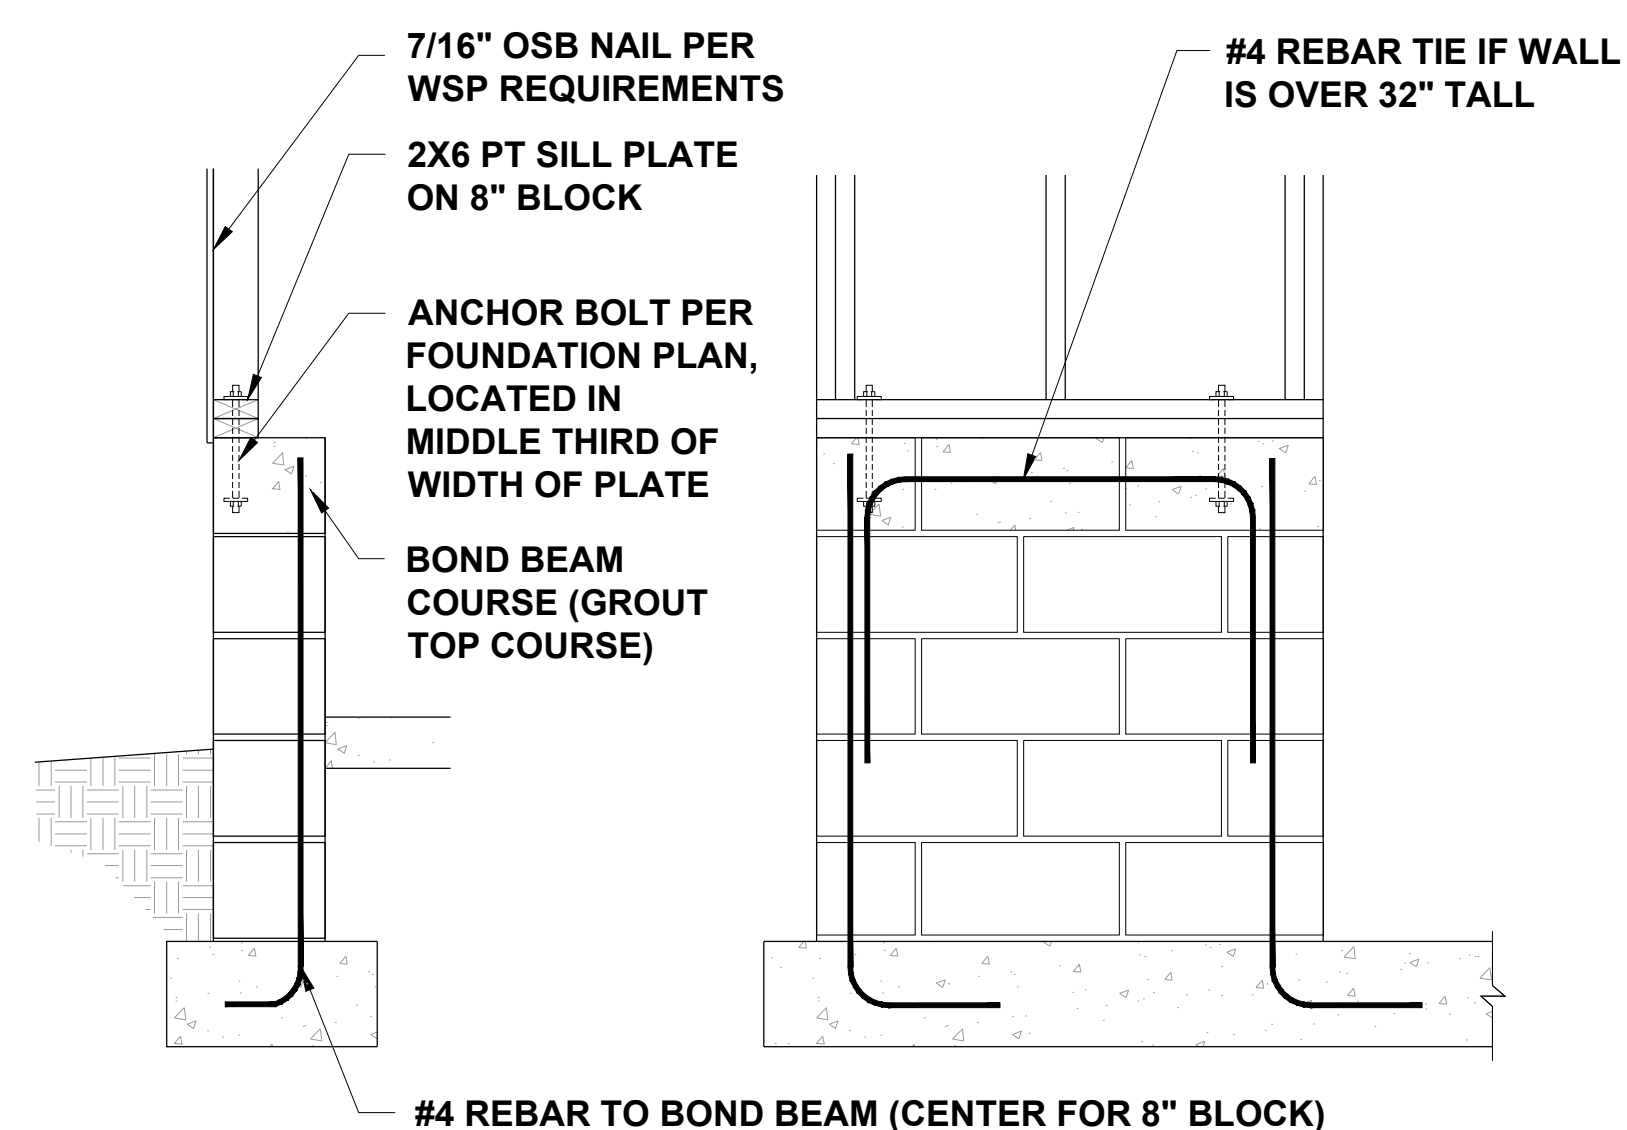 7/16" OSB NAIL PER
WSP REQUIREMENTS
2X6 PT SILL PLATE
ON 8" BLOCK
ANCHOR BOLT PER
FOUNDATION PLAN,
LOCATED IN
MIDDLE THIRD OF
WIDTH OF PLATE
BOND BEAM
COURSE (GROUT
TOP COURSE)
#4 REBAR TO BOND BEAM (CENTER FOR 8" BLOCK)
#4 REBAR TIE IF WALL
IS OVER 32" TALL